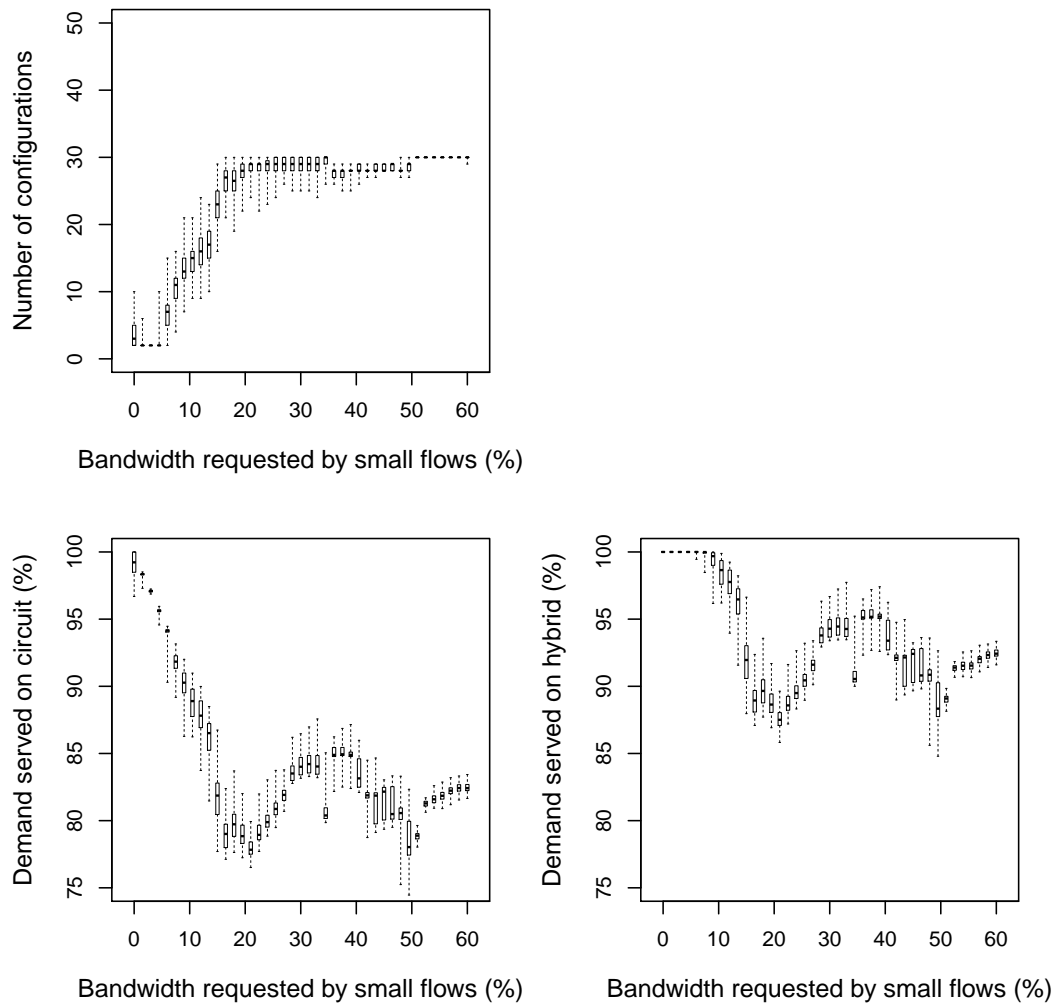 Number of configurations
50
40
30
20
10
0
0 10 20 30 40 50 60
Bandwidth requested by small flows (%)
Demand served on circuit (%)
100
95
90
85
80
75
0 10 20 30 40 50 60
Bandwidth requested by small flows (%)
Demand served on hybrid (%)
100
95
90
85
80
75
0 10 20 30 40 50 60
Bandwidth requested by small flows (%)